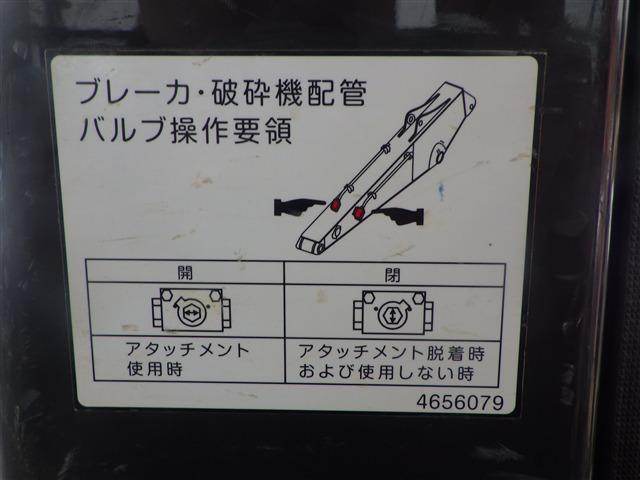 ブレーカ・破砕機配管
バルブ操作要領
開 閉
アタッチメント
使用時
アタッチメント脱着時
および使用しない時
4656079